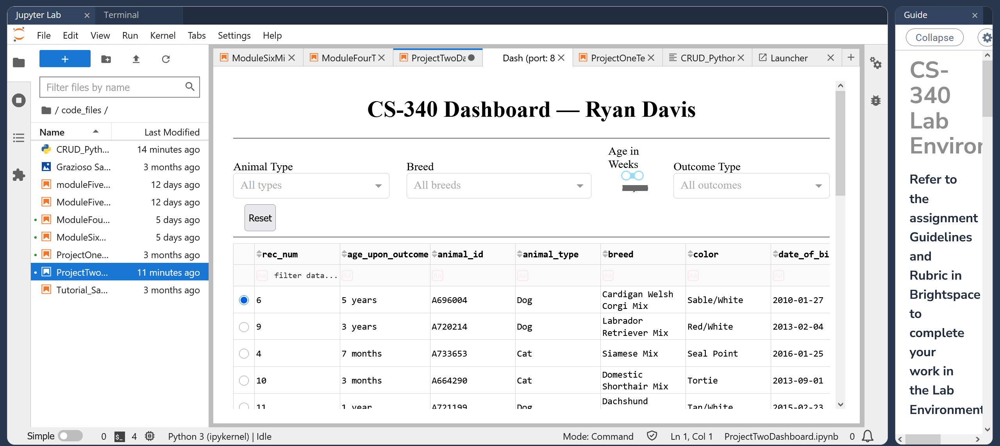 Jupyter Lab
Terminal
Guide
File Edit View Run Kernel Tabs Settings Help
Collapse
+
Filter files by name
/ code_files /
Name Last Modified
CRUD_Pyth... 14 minutes ago
Grazioso Sa... 3 months ago
moduleFive... 12 days ago
ModuleFive... 12 days ago
ModuleFou... 5 days ago
ModuleSix... 5 days ago
ProjectOne... 3 months ago
ProjectTwo... 11 minutes ago
Tutorial_Sa... 3 months ago
ModuleSixMi ModuleFourT ProjectTwoDa Dash (port: 8 ProjectOneTe CRUD_Python Launcher +
CS-340 Dashboard — Ryan Davis
Animal Type
All types
Breed
All breeds
Age in
Weeks
Outcome Type
All outcomes
Reset
rec_num age_upon_outcome animal_id animal_type breed color date_of_bi
Aa filter data... Aa Aa Aa Aa Aa Aa
6 5 years A696004 Dog Cardigan Welsh Corgi Mix Sable/White 2010-01-27
9 3 years A720214 Dog Labrador Retriever Mix Red/White 2013-02-04
4 7 months A733653 Cat Siamese Mix Seal Point 2016-01-25
10 3 months A664290 Cat Domestic Shorthair Mix Tortie 2013-09-01
11 1 year A721199 Dog Dachshund Tan/White 2015-02-23
CS-
340
Lab
Environ
Refer to
the
assignment
Guidelines
and
Rubric in
Brightspace
to
complete
your
work in
the Lab
Environment
Simple 0 $_ 4 Python 3 (ipykernel) | Idle Mode: Command Ln 1, Col 1 ProjectTwoDashboard.ipynb 0